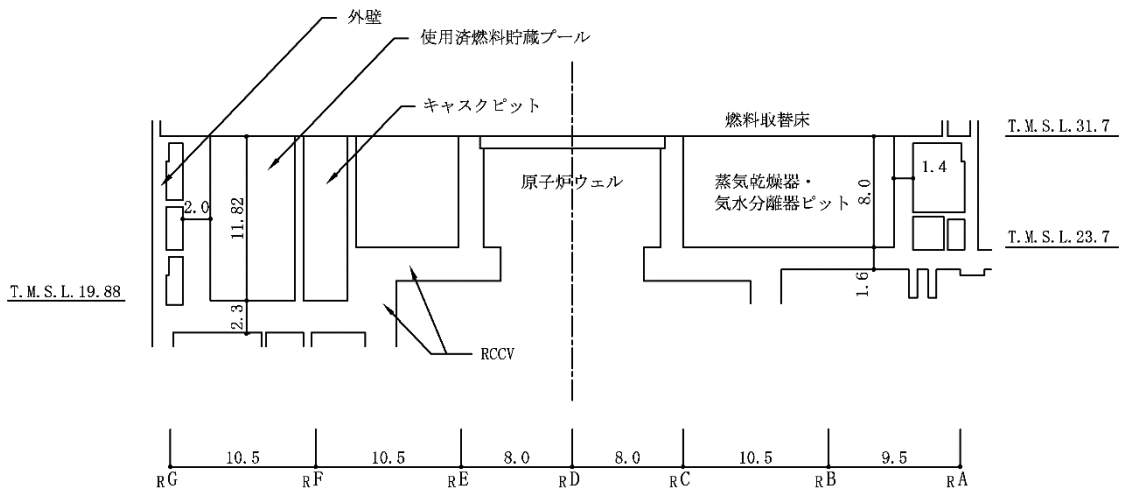 外壁
使用済燃料貯蔵プール
キャスクピット
燃料取替床
T.M.S.L.31.7
原子炉ウェル
蒸気乾燥器・
気水分離器ピット
1.4
8.0
2.0
11.82
T.M.S.L.23.7
1.6
T.M.S.L.19.88
2.3
RCCV
10.5 10.5 8.0 8.0 10.5 9.5
RG RF RE RD RC RB RA